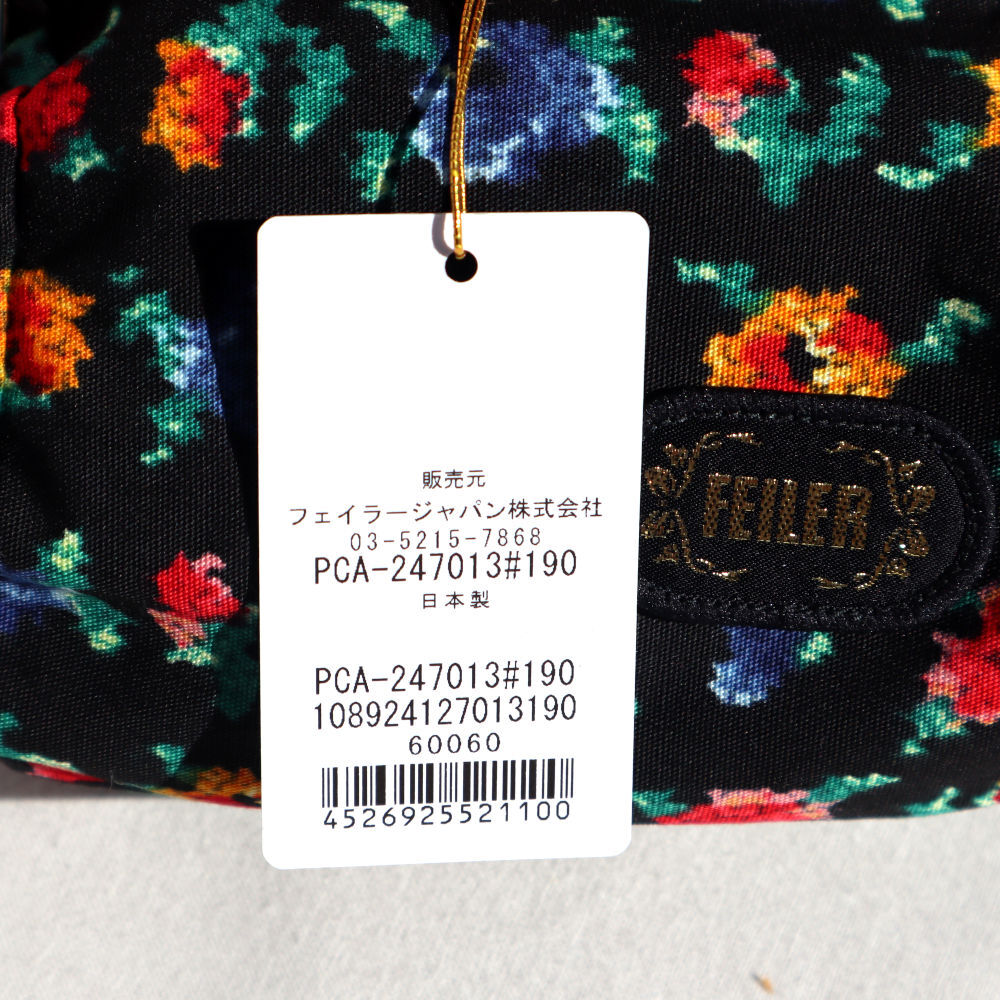 販売元
フェイラージャパン株式会社
03-5215-7868
PCA-247013#190
日本製
FEILER
PCA-247013#190
108924127013190
60060
4526925521100